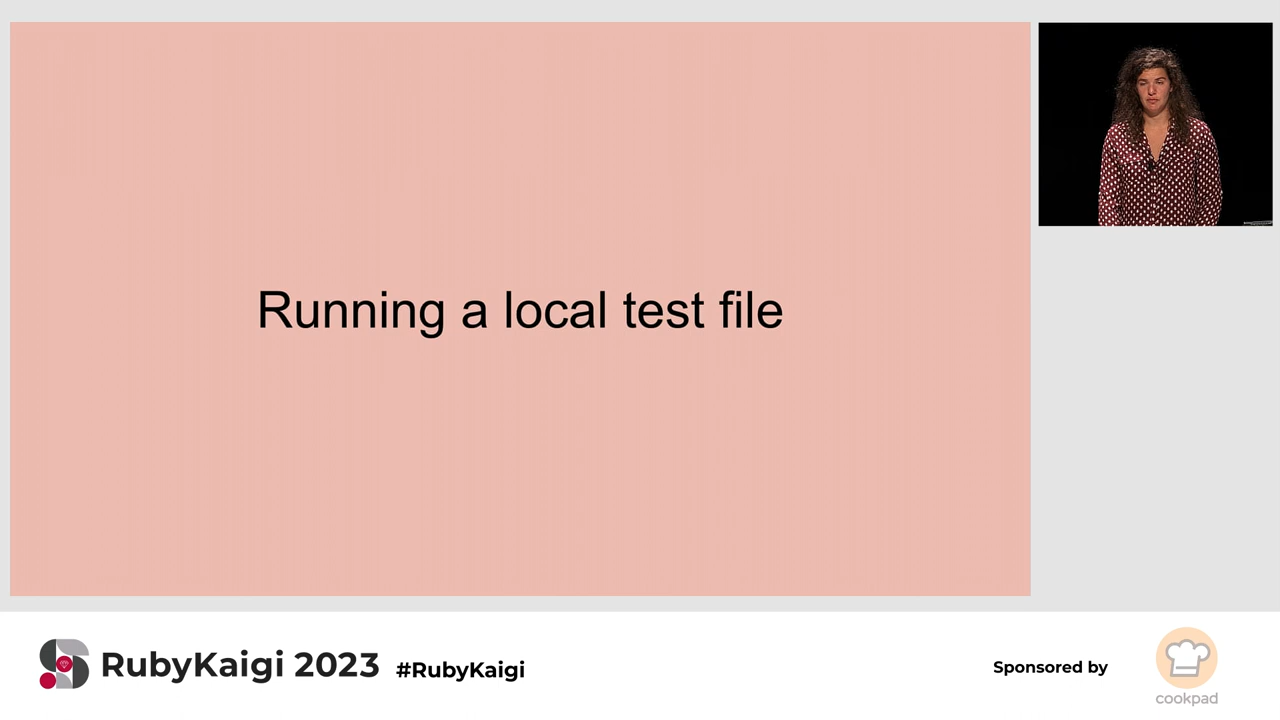 Running a local test file
RubyKaigi 2023 #RubyKaigi
Sponsored by
cookpad